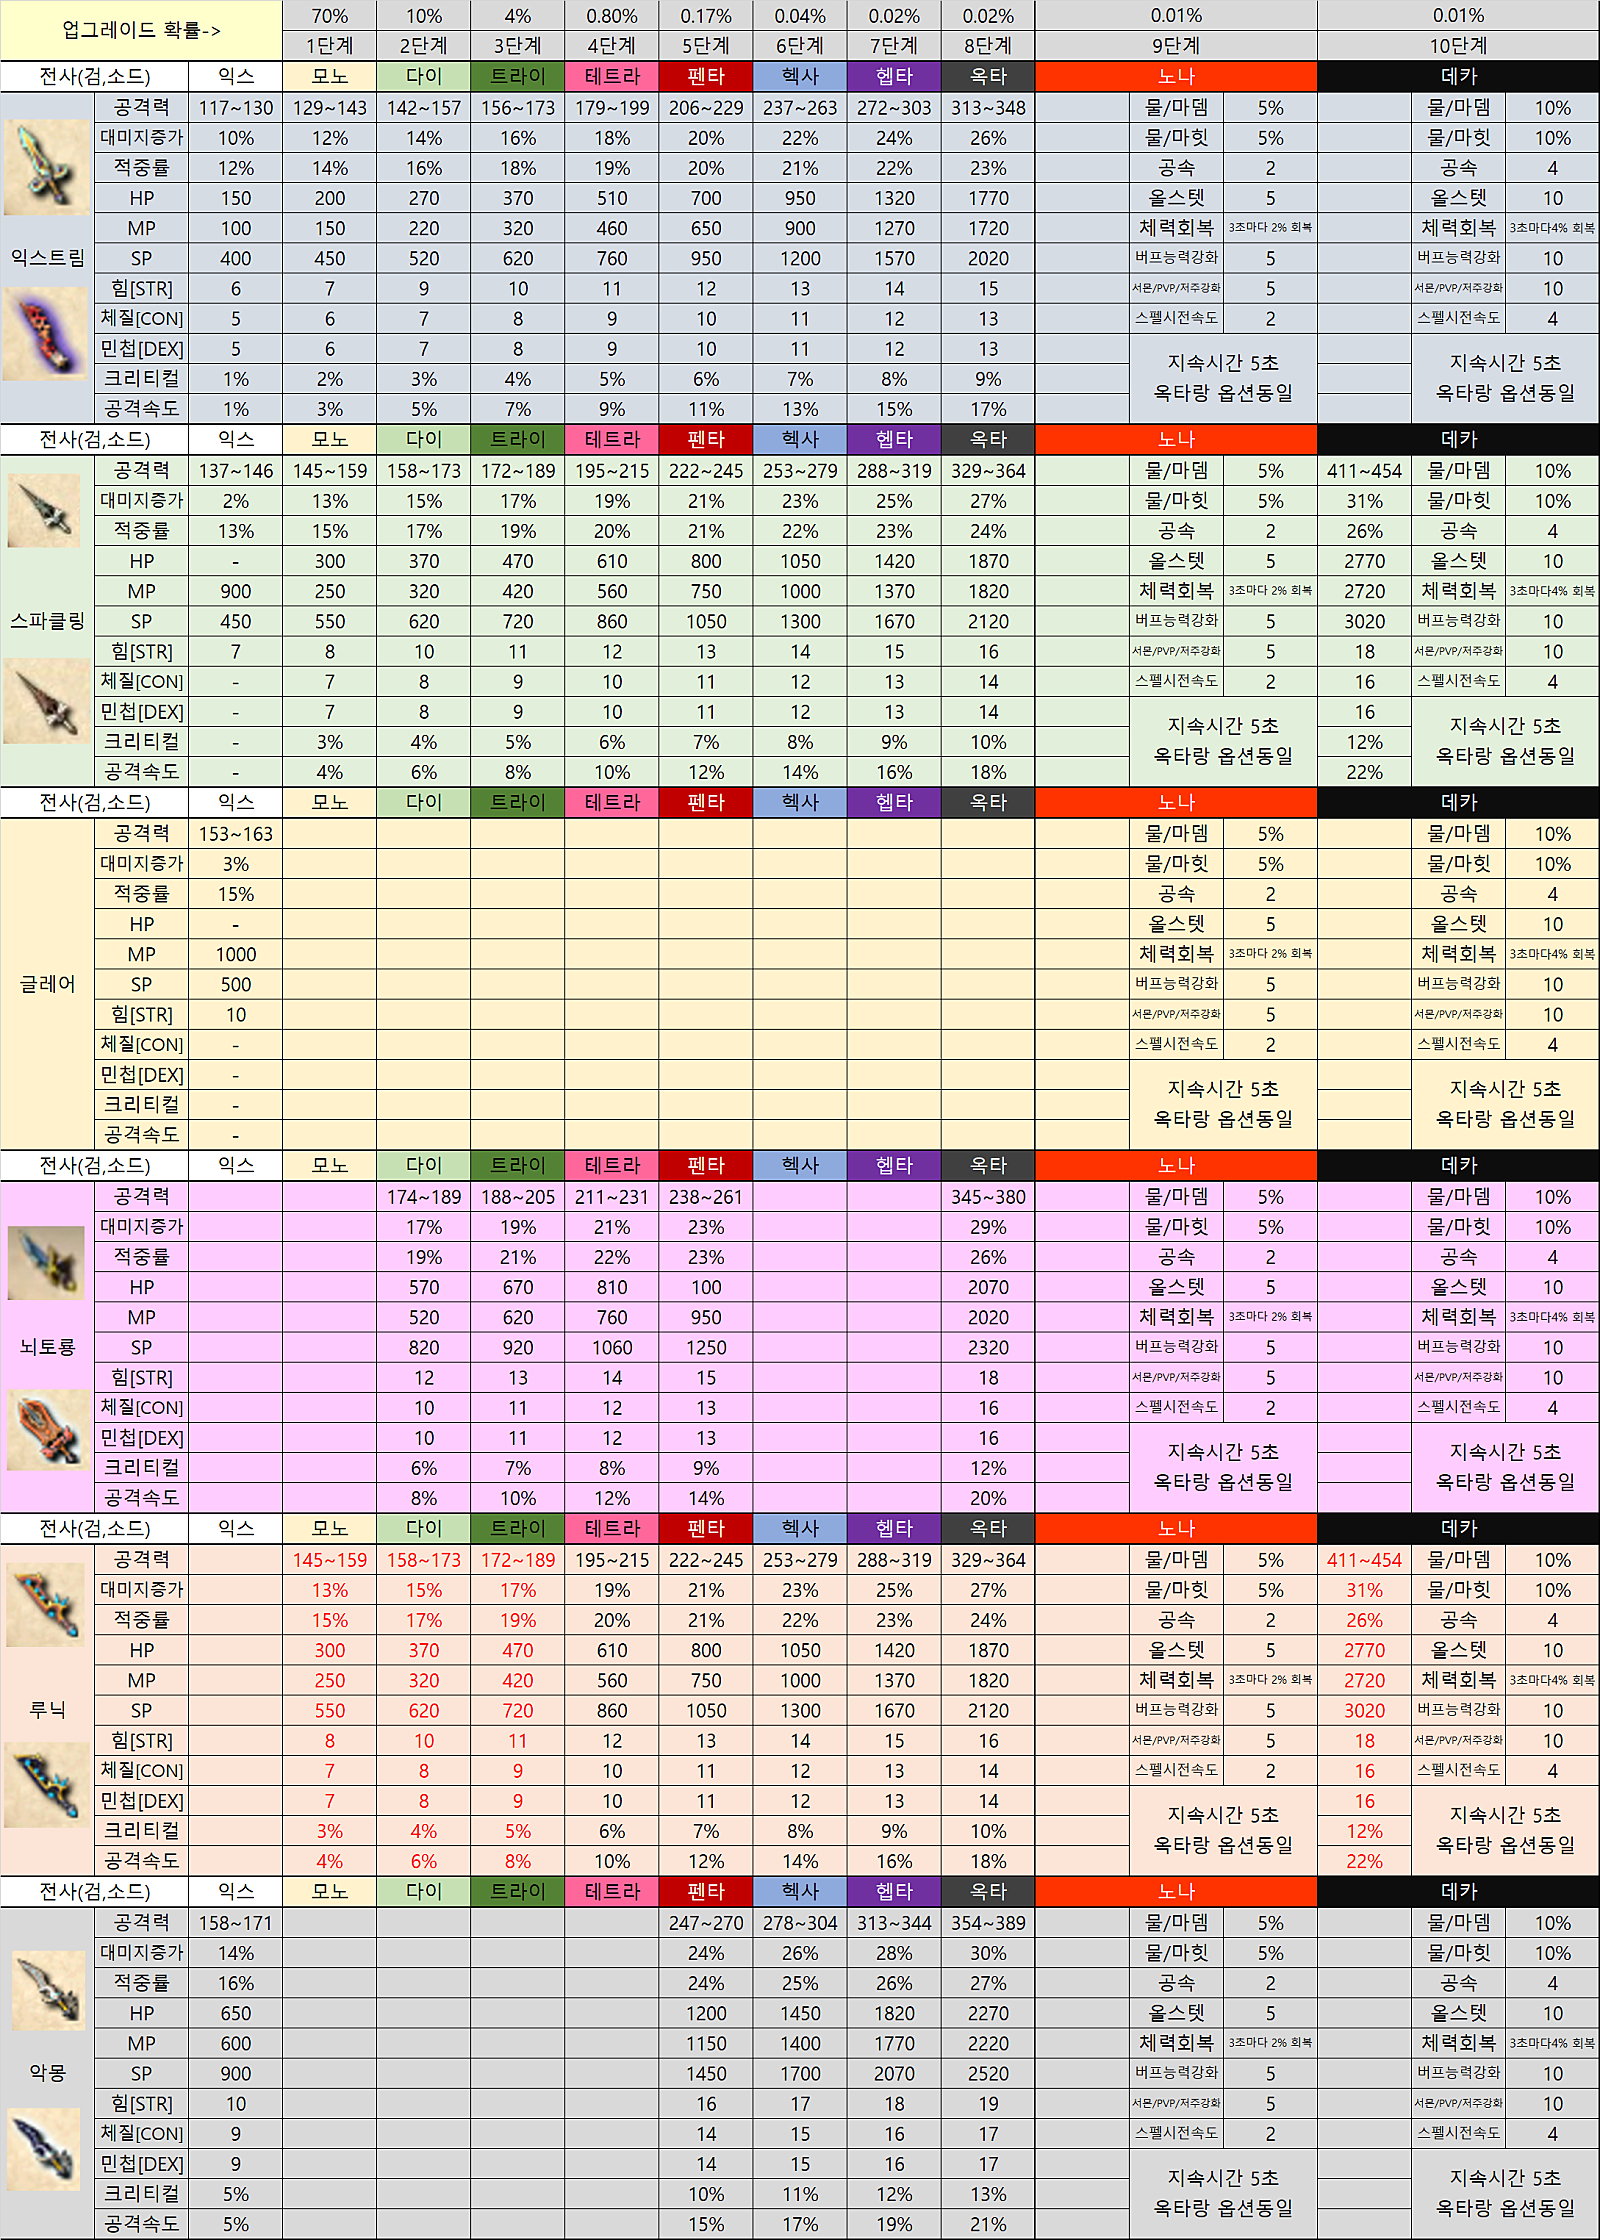 업그레이드 확률-> 70% 10% 4% 0.80% 0.17% 0.04% 0.02% 0.02% 0.01% 0.01%
1단계 2단계 3단계 4단계 5단계 6단계 7단계 8단계 9단계 10단계
전사(검,소드) 익스 모노 다이 트라이 테트라 펜타 헥사 헵타 옥타 노나 데카
공격력 117~130 129~143 142~157 156~173 179~199 206~229 237~263 272~303 313~348 물/마뎀 5% 물/마뎀 10%
대미지증가 10% 12% 14% 16% 18% 20% 22% 24% 26% 물/마힛 5% 물/마힛 10%
적중률 12% 14% 16% 18% 19% 20% 21% 22% 23% 공속 2 공속 4
HP 150 200 270 370 510 700 950 1320 1770 올스텟 5 올스텟 10
MP 100 150 220 320 460 650 900 1270 1720 체력회복 3조마다 2% 회복 체력회복 3초마다4% 회복
익스트림 SP 400 450 520 620 760 950 1200 1570 2020 버프능력강화 5 버프능력강화 10
힘[STR] 6 7 9 10 11 12 13 14 15 서몬/PVP/저주강화 5 서몬/PVP/저주강화 10
체질[CON] 5 6 7 8 9 10 11 12 13 스펠시전속도 2 스펠시전속도 4
민첩[DEX] 5 6 7 8 9 10 11 12 13 지속시간 5초 지속시간 5초
크리티컬 1% 2% 3% 4% 5% 6% 7% 8% 9% 옥타랑 옵션동일 옥타랑 옵션동일
공격속도 1% 3% 5% 7% 9% 11% 13% 15% 17%
전사(검,소드) 익스 모노 다이 트라이 테트라 펜타 헥사 헵타 옥타 노나 데카
공격력 137~146 145~159 158~173 172~189 195~215 222~245 253~279 288~319 329~364 물/마뎀 5% 411~454 물/마뎀 10%
대미지증가 2% 13% 15% 17% 19% 21% 23% 25% 27% 물/마힛 5% 31% 물/마힛 10%
적중률 13% 15% 17% 19% 20% 21% 22% 23% 24% 공속 2 26% 공속 4
HP - 300 370 470 610 800 1050 1420 1870 올스텟 5 2770 올스텟 10
MP 900 250 320 420 560 750 1000 1370 1820 체력회복 3조마다 2% 회복 2720 체력회복 3초마다4% 회복
스파클링 SP 450 550 620 720 860 1050 1300 1670 2120 버프능력강화 5 3020 버프능력강화 10
힘[STR] 7 8 10 11 12 13 14 15 16 서몬/PVP/저주강화 5 18 서몬/PVP/저주강화 10
체질[CON] - 7 8 9 10 11 12 13 14 스펠시전속도 2 16 스펠시전속도 4
민첩[DEX] - 7 8 9 10 11 12 13 14 지속시간 5초 16 지속시간 5초
크리티컬 - 3% 4% 5% 6% 7% 8% 9% 10% 옥타랑 옵션동일 12% 옥타랑 옵션동일
공격속도 - 4% 6% 8% 10% 12% 14% 16% 18% 22%
전사(검,소드) 익스 모노 다이 트라이 테트라 펜타 헥사 헵타 옥타 노나 데카
공격력 153~163 물/마뎀 5% 물/마뎀 10%
대미지증가 3% 물/마힛 5% 물/마힛 10%
적중률 15% 공속 2 공속 4
HP - 올스텟 5 올스텟 10
MP 1000 체력회복 3조마다 2% 회복 체력회복 3초마다4% 회복
글레어 SP 500 버프능력강화 5 버프능력강화 10
힘[STR] 10 서몬/PVP/저주강화 5 서몬/PVP/저주강화 10
체질[CON] - 스펠시전속도 2 스펠시전속도 4
민첩[DEX] - 지속시간 5초 지속시간 5초
크리티컬 - 옥타랑 옵션동일 옥타랑 옵션동일
공격속도 -
전사(검,소드) 익스 모노 다이 트라이 테트라 펜타 헥사 헵타 옥타 노나 데카
공격력 174~189 188~205 211~231 238~261 345~380 물/마뎀 5% 물/마뎀 10%
대미지증가 17% 19% 21% 23% 29% 물/마힛 5% 물/마힛 10%
적중률 19% 21% 22% 23% 26% 공속 2 공속 4
HP 570 670 810 100 2070 올스텟 5 올스텟 10
MP 520 620 760 950 2020 체력회복 3조마다 2% 회복 체력회복 3초마다4% 회복
뇌토룡 SP 820 920 1060 1250 2320 버프능력강화 5 버프능력강화 10
힘[STR] 12 13 14 15 18 서몬/PVP/저주강화 5 서몬/PVP/저주강화 10
체질[CON] 10 11 12 13 16 스펠시전속도 2 스펠시전속도 4
민첩[DEX] 10 11 12 13 16 지속시간 5초 지속시간 5초
크리티컬 6% 7% 8% 9% 12% 옥타랑 옵션동일 옥타랑 옵션동일
공격속도 8% 10% 12% 14% 20%
전사(검,소드) 익스 모노 다이 트라이 테트라 펜타 헥사 헵타 옥타 노나 데카
공격력 145~159 158~173 172~189 195~215 222~245 253~279 288~319 329~364 물/마뎀 5% 411~454 물/마뎀 10%
대미지증가 13% 15% 17% 19% 21% 23% 25% 27% 물/마힛 5% 31% 물/마힛 10%
적중률 15% 17% 19% 20% 21% 22% 23% 24% 공속 2 26% 공속 4
HP 300 370 470 610 800 1050 1420 1870 올스텟 5 2770 올스텟 10
MP 250 320 420 560 750 1000 1370 1820 체력회복 3조마다 2% 회복 2720 체력회복 3초마다4% 회복
루닉 SP 550 620 720 860 1050 1300 1670 2120 버프능력강화 5 3020 버프능력강화 10
힘[STR] 8 10 11 12 13 14 15 16 서몬/PVP/저주강화 5 18 서몬/PVP/저주강화 10
체질[CON] 7 8 9 10 11 12 13 14 스펠시전속도 2 16 스펠시전속도 4
민첩[DEX] 7 8 9 10 11 12 13 14 지속시간 5초 16 지속시간 5초
크리티컬 3% 4% 5% 6% 7% 8% 9% 10% 옥타랑 옵션동일 12% 옥타랑 옵션동일
공격속도 4% 6% 8% 10% 12% 14% 16% 18% 22%
전사(검,소드) 익스 모노 다이 트라이 테트라 펜타 헥사 헵타 옥타 노나 데카
공격력 158~171 247~270 278~304 313~344 354~389 물/마뎀 5% 물/마뎀 10%
대미지증가 14% 24% 26% 28% 30% 물/마힛 5% 물/마힛 10%
적중률 16% 24% 25% 26% 27% 공속 2 공속 4
HP 650 1200 1450 1820 2270 올스텟 5 올스텟 10
MP 600 1150 1400 1770 2220 체력회복 3조마다 2% 회복 체력회복 3초마다4% 회복
악몽 SP 900 1450 1700 2070 2520 버프능력강화 5 버프능력강화 10
힘[STR] 10 16 17 18 19 서몬/PVP/저주강화 5 서몬/PVP/저주강화 10
체질[CON] 9 14 15 16 17 스펠시전속도 2 스펠시전속도 4
민첩[DEX] 9 14 15 16 17 지속시간 5초 지속시간 5초
크리티컬 5% 10% 11% 12% 13% 옥타랑 옵션동일 옥타랑 옵션동일
공격속도 5% 15% 17% 19% 21%